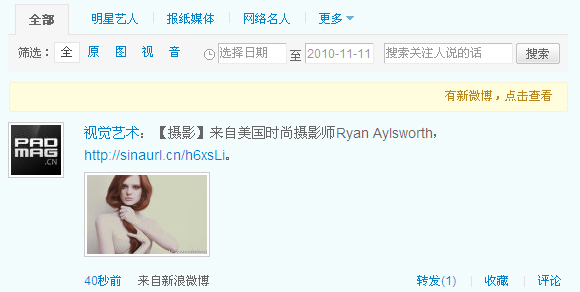 全部 明星艺人 报纸媒体 网络名人 更多
筛选： 全 原 图 视 音 选择日期 至 2010-11-11 搜索关注人说的话 搜索
有新微博，点击查看
PAD
MAG
.CN
视觉艺术：【摄影】来自美国时尚摄影师Ryan Aylsworth，
http://sinaurl.cn/h6xsLi。
40秒前 来自新浪微博 转发(1) 收藏 评论